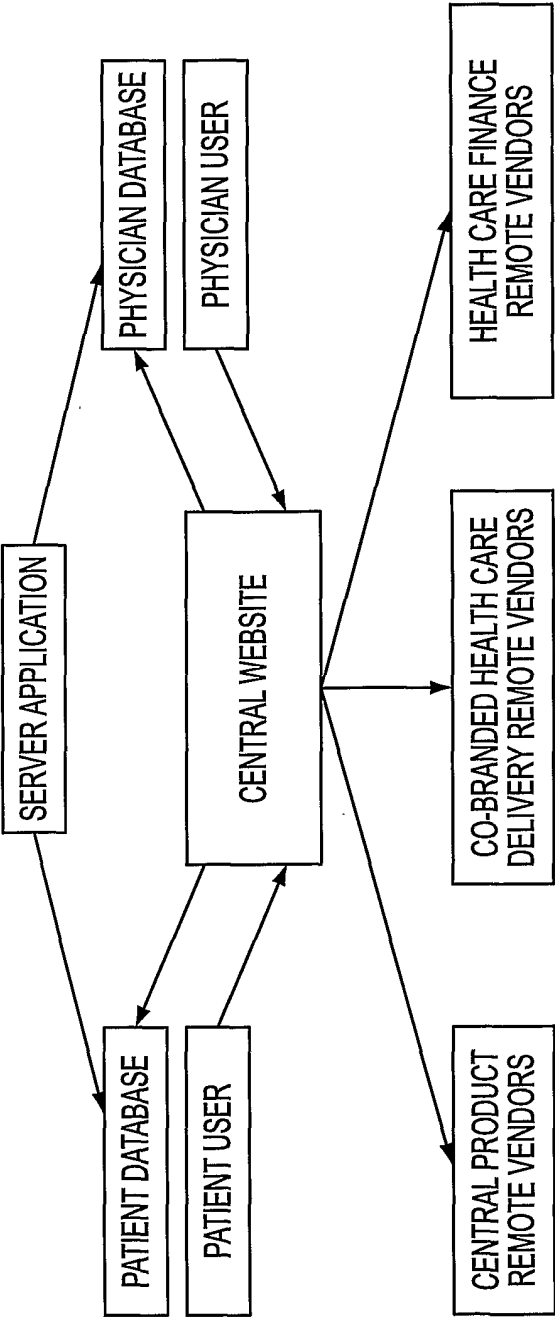 SERVER APPLICATION
PATIENT DATABASE
PHYSICIAN DATABASE
PATIENT USER
PHYSICIAN USER
CENTRAL WEBSITE
CENTRAL PRODUCT
REMOTE VENDORS
CO-BRANDED HEALTH CARE
DELIVERY REMOTE VENDORS
HEALTH CARE FINANCE
REMOTE VENDORS